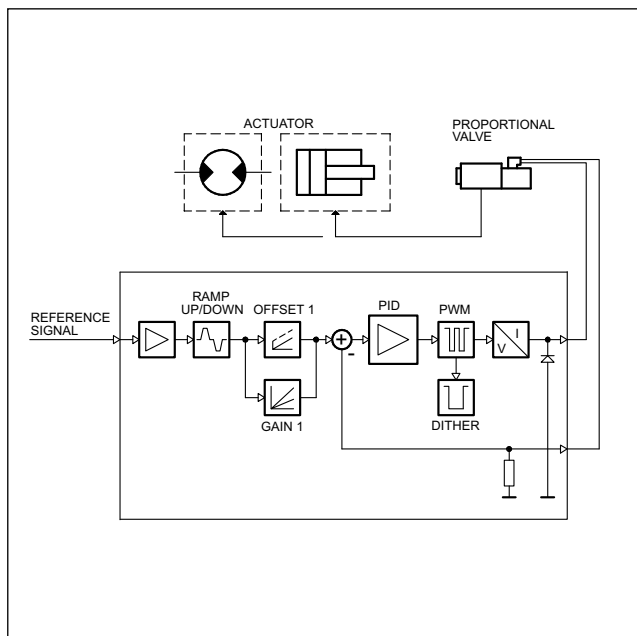 ACTUATOR
PROPORTIONAL
VALVE
REFERENCE
SIGNAL
RAMP
UP/DOWN
OFFSET 1
PID
PWM
I
V
+
-
GAIN 1
DITHER